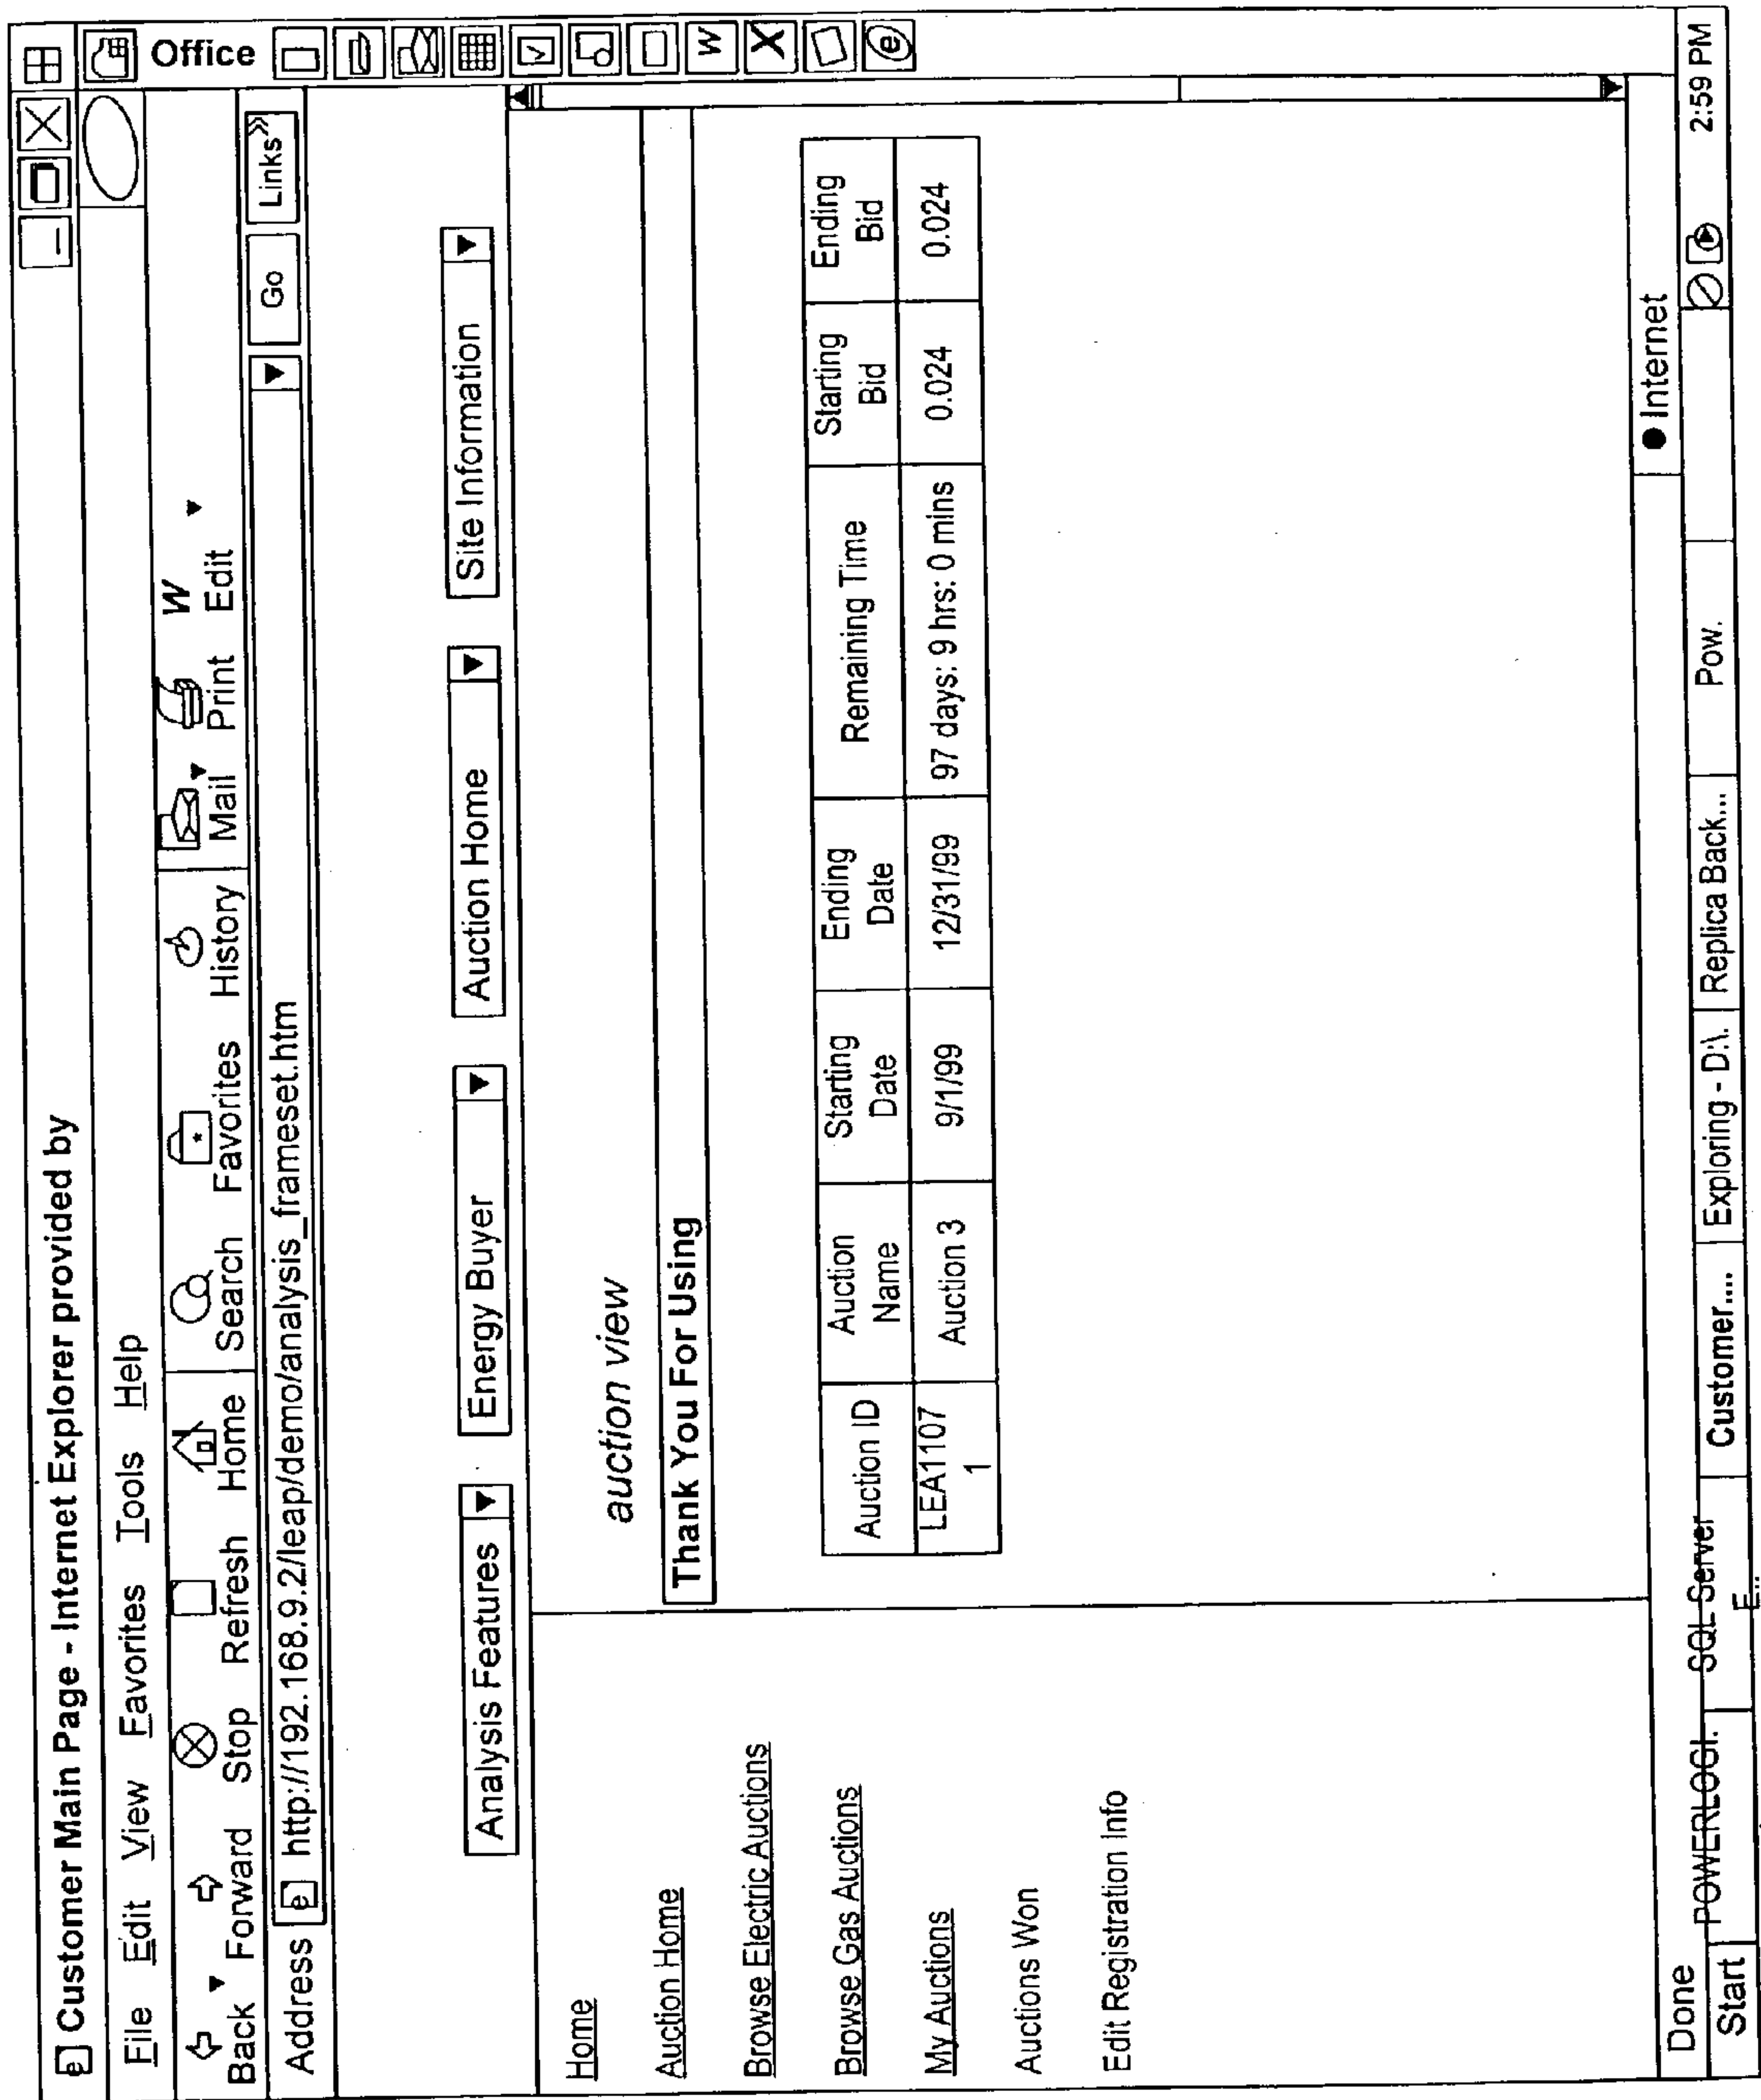 Customer Main Page - Internet Explorer provided by
File Edit View Favorites Tools Help
Back Forward Stop Refresh Home Search Favorites History Mail Print Edit
Address e http://192.168.9.2/leap/demo/analysis_frameset.htm Go Links»
Office
W
X
e
Analysis Features Energy Buyer Auction Home Site Information
Home
Auction Home
Browse Electric Auctions
Browse Gas Auctions
My Auctions
Auctions Won
Edit Registration Info
auction view
Thank You For Using
Auction ID Auction Name Starting Date Ending Date Remaining Time Starting Bid Ending Bid
LEA1107 1 Auction 3 9/1/99 12/31/99 97 days: 9 hrs: 0 mins 0.024 0.024
Done Internet
Start POWERLOGI. SQL Server E... Customer.... Exploring - D:\. Replica Back... Pow. 2:59 PM